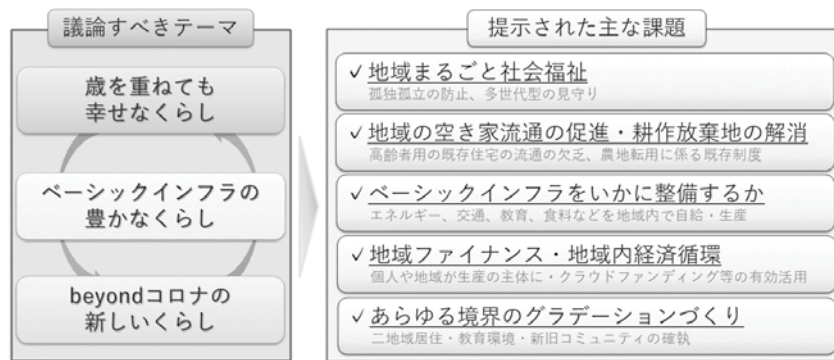 議論すべきテーマ
歳を重ねても
幸せなくらし
ベーシックインフラの
豊かなくらし
beyondコロナの
新しいくらし
提示された主な課題
✓地域まるごと社会福祉
孤独孤立の防止、多世代型の見守り
✓地域の空き家流通の促進・耕作放棄地の解消
高齢者用の既存住宅の流通の欠乏、農地転用に係る既存制度
✓ベーシックインフラをいかに整備するか
エネルギー、交通、教育、食料などを地域内で自給・生産
✓地域ファイナンス・地域内経済循環
個人や地域が生産の主体に・クラウドファンディング等の有効活用
✓あらゆる境界のグラデーションづくり
二地域居住・教育環境・新旧コミュニティの確執